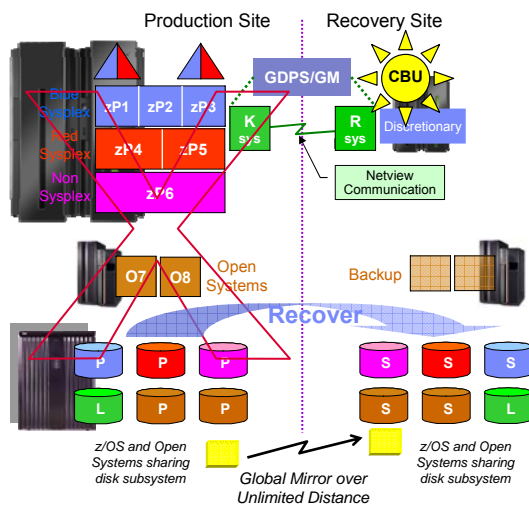 Production Site
Recovery Site
GDPS/GM
CBU
Blue
Sysplex
zP1
zP2
zP3
K
sys
R
sys
Discretionary
Red
Sysplex
zP4
zP5
Non
Sysplex
zP6
Netview
Communication
O7
O8
Open
Systems
Backup
Recover
P
P
P
S
S
S
L
P
P
S
S
L
z/OS and Open
Systems sharing
disk subsystem
Global Mirror over
Unlimited Distance
z/OS and Open
Systems sharing
disk subsystem